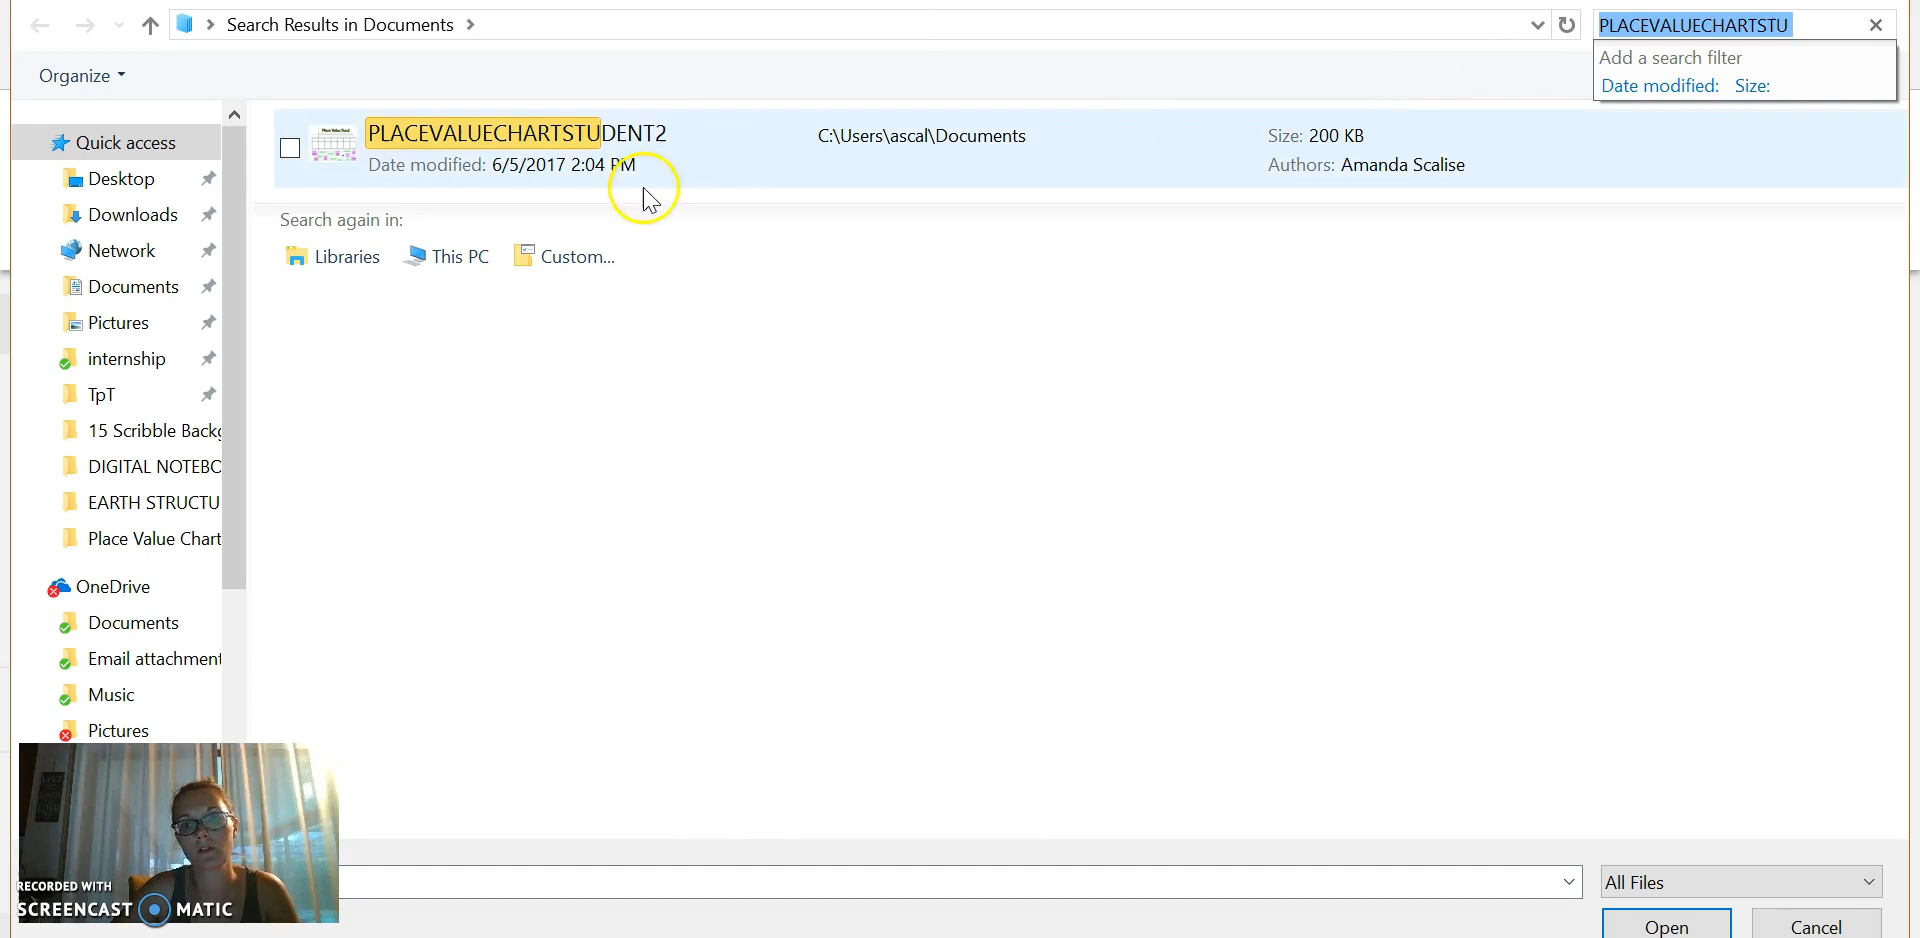 Search Results in Documents
PLACEVALUECHARTSTU
Add a search filter
Date modified: Size:
Organize
Quick access
Desktop
Downloads
Network
Documents
Pictures
internship
TpT
15 Scribble Backg
DIGITAL NOTEBO
EARTH STRUCTU
Place Value Chart
OneDrive
Documents
Email attachment
Music
Pictures
PLACEVALUECHARTSTUDENT2
Date modified: 6/5/2017 2:04 PM
C:\Users\ascal\Documents
Size: 200 KB
Authors: Amanda Scalise
Search again in:
Libraries This PC Custom...
All Files
Open Cancel
RECORDED WITH
SCREENCAST MATIC